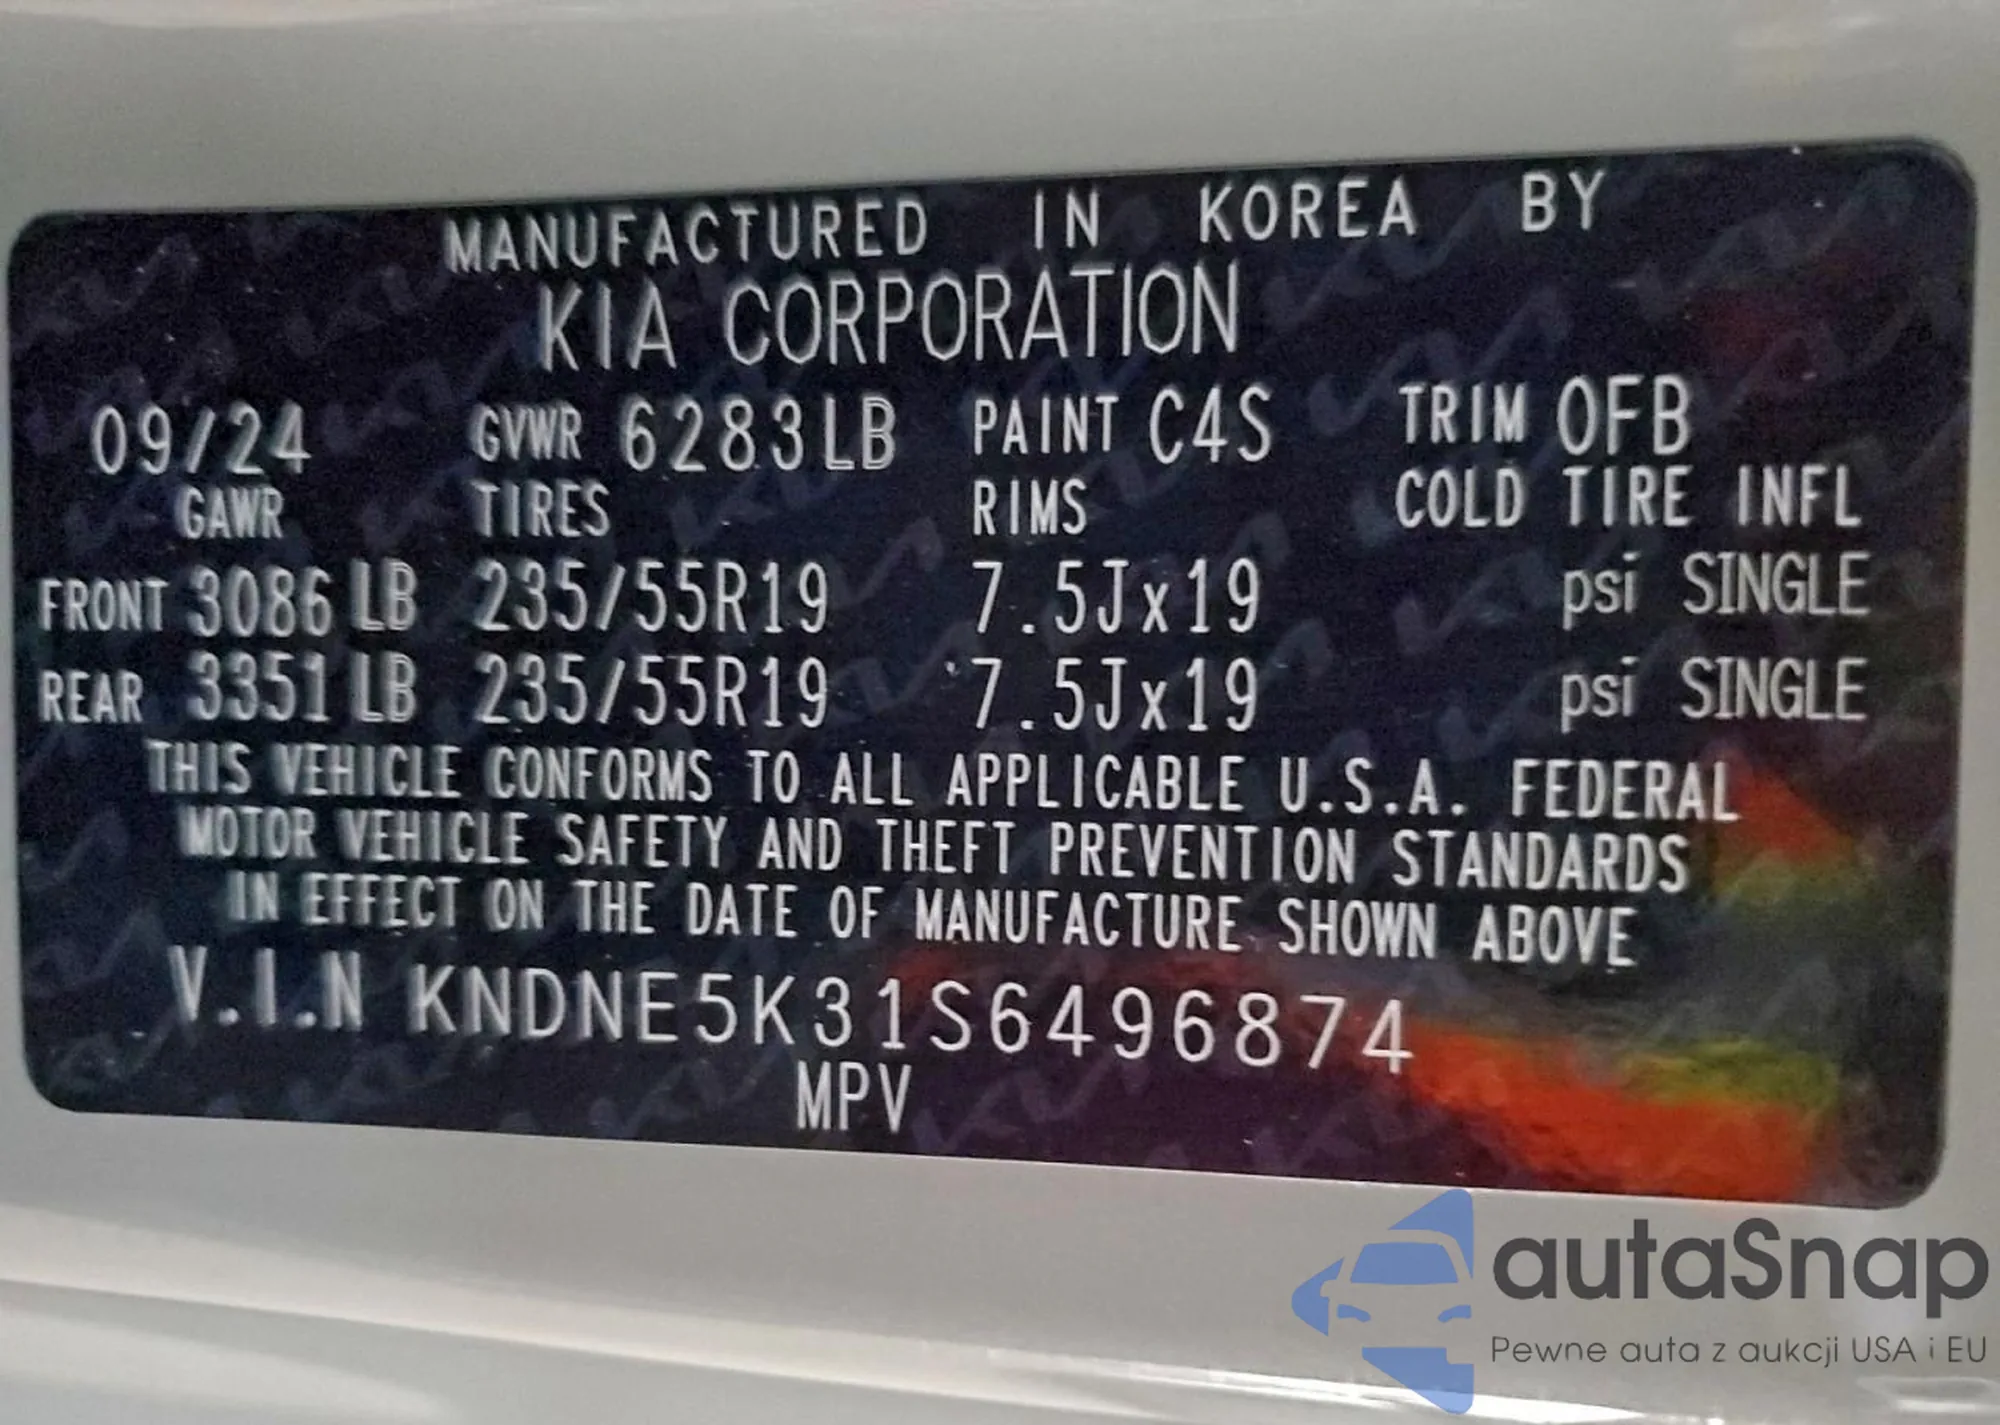 MANUFACTURED IN KOREA BY
KIA CORPORATION
09/24 GVWR 6283LB PAINT C4S TRIM OFB
GAWR TIRES RIMS COLD TIRE INFL
FRONT 3086 LB 235/55R19 7.5Jx19 psi SINGLE
REAR 3351 LB 235/55R19 7.5Jx19 psi SINGLE
THIS VEHICLE CONFORMS TO ALL APPLICABLE U.S.A. FEDERAL
MOTOR VEHICLE SAFETY AND THEFT PREVENTION STANDARDS
IN EFFECT ON THE DATE OF MANUFACTURE SHOWN ABOVE
V.I.N KNDNE5K31S6496874
MPV
autaSnap
Pewne auta z aukcji USA i EU